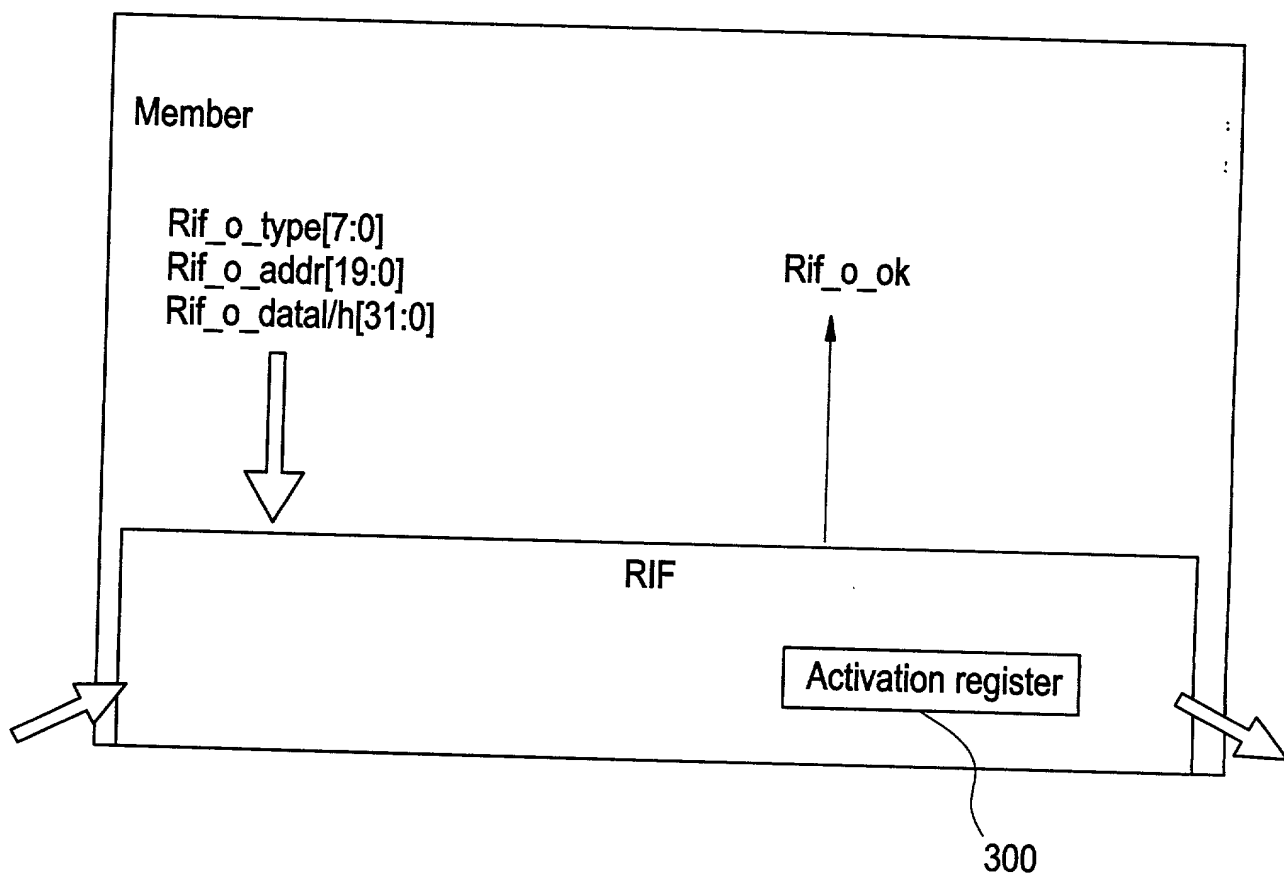 Member
Rif_o_type[7:0]
Rif_o_addr[19:0]
Rif_o_datal/h[31:0]
Rif_o_ok
RIF
Activation register
300